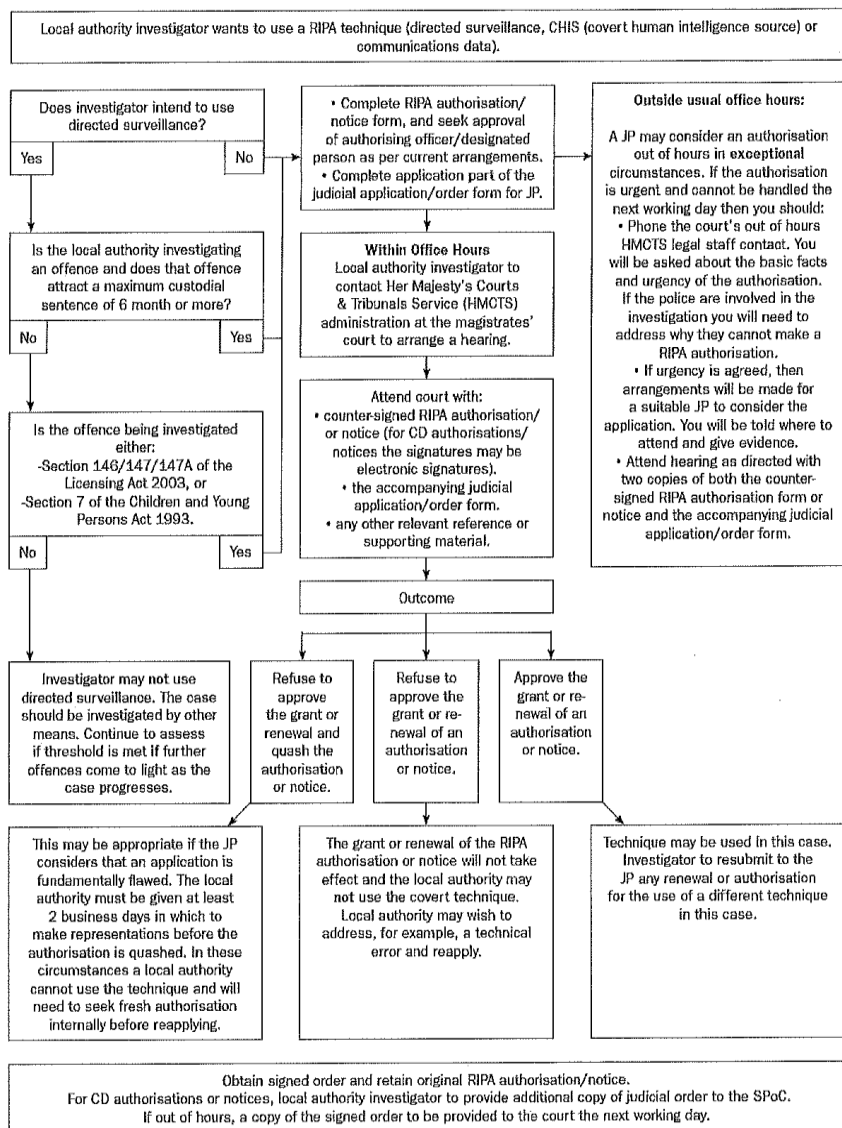 Local authority investigator wants to use a RIPA technique (directed surveillance, CHIS (covert human intelligence source) or
communications data).
Does investigator intend to use
directed surveillance?
Yes
No
Is the local authority investigating
an offence and does that offence
attract a maximum custodial
sentence of 6 month or more?
No
Yes
Is the offence being investigated
either:
-Section 146/147/147A of the
Licensing Act 2003, or
-Section 7 of the Children and Young
Persons Act 1993.
No
Yes
Investigator may not use
directed surveillance. The case
should be investigated by other
means. Continue to assess
if threshold is met if further
offences come to light as the
case progresses.
• Complete RIPA authorisation/
notice form, and seek approval
of authorising officer/designated
person as per current arrangements.
• Complete application part of the
judicial application/order form for JP.
Within Office Hours
Local authority investigator to
contact Her Majesty's Courts
& Tribunals Service (HMCTS)
administration at the magistrates'
court to arrange a hearing.
Attend court with:
• counter-signed RIPA authorisation/
or notice (for CD authorisations/
notices the signatures may be
electronic signatures).
• the accompanying judicial
application/order form.
• any other relevant reference or
supporting material.
Outside usual office hours:
A JP may consider an authorisation
out of hours in exceptional
circumstances. If the authorisation
is urgent and cannot be handled the
next working day then you should:
• Phone the court's out of hours
HMCTS legal staff contact. You
will be asked about the basic facts
and urgency of the authorisation.
If the police are involved in the
investigation you will need to
address why they cannot make a
RIPA authorisation.
• If urgency is agreed, then
arrangements will be made for
a suitable JP to consider the
application. You will be told where to
attend and give evidence.
• Attend hearing as directed with
two copies of both the counter-
signed RIPA authorisation form or
notice and the accompanying judicial
application/order form.
Outcome
Refuse to
approve
the grant or
renewal and
quash the
authorisation
or notice.
Refuse to
approve the
grant or re-
newal of an
authorisation
or notice.
Approve the
grant or re-
newal of an
authorisation
or notice.
This may be appropriate if the JP
considers that an application is
fundamentally flawed. The local
authority must be given at least
2 business days in which to
make representations before the
authorisation is quashed. In these
circumstances a local authority
cannot use the technique and will
need to seek fresh authorisation
internally before reapplying.
The grant or renewal of the RIPA
authorisation or notice will not take
effect and the local authority may
not use the covert technique.
Local authority may wish to
address, for example, a technical
error and reapply.
Technique may be used in this case.
Investigator to resubmit to the
JP any renewal or authorisation
for the use of a different technique
in this case.
Obtain signed order and retain original RIPA authorisation/notice.
For CD authorisations or notices, local authority investigator to provide additional copy of judicial order to the SPoC.
If out of hours, a copy of the signed order to be provided to the court the next working day.